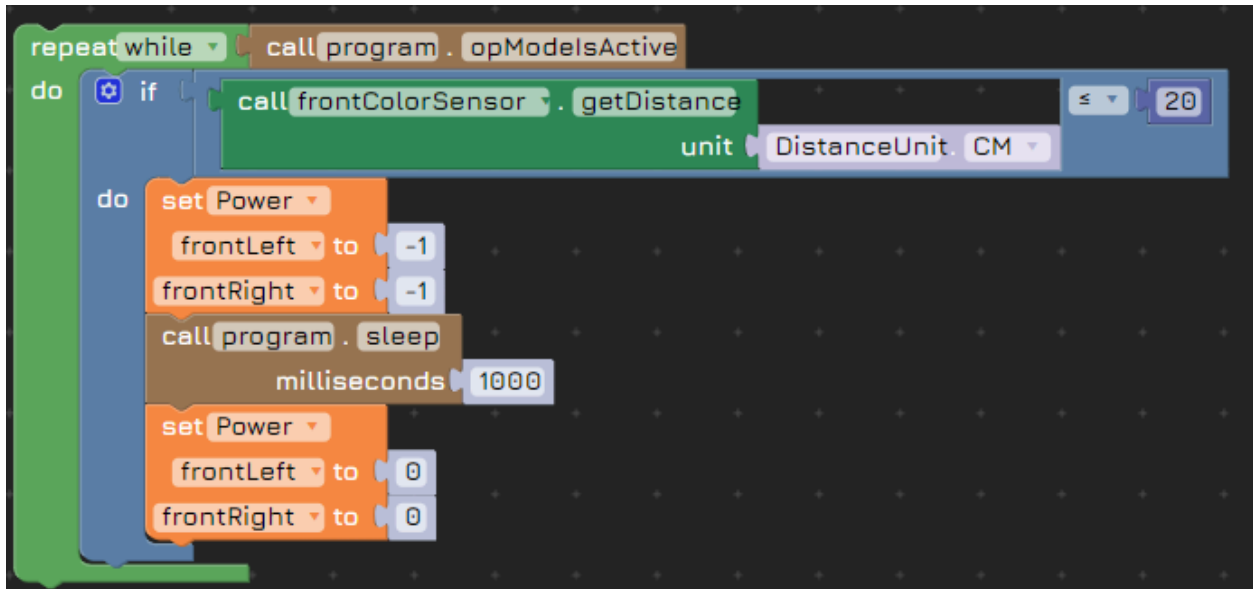 repeat while call program . opModeIsActive
do if call frontColorSensor . getDistance ≤ 20
unit DistanceUnit. CM
do set Power
frontLeft to -1
frontRight to -1
call program . sleep
milliseconds 1000
set Power
frontLeft to 0
frontRight to 0